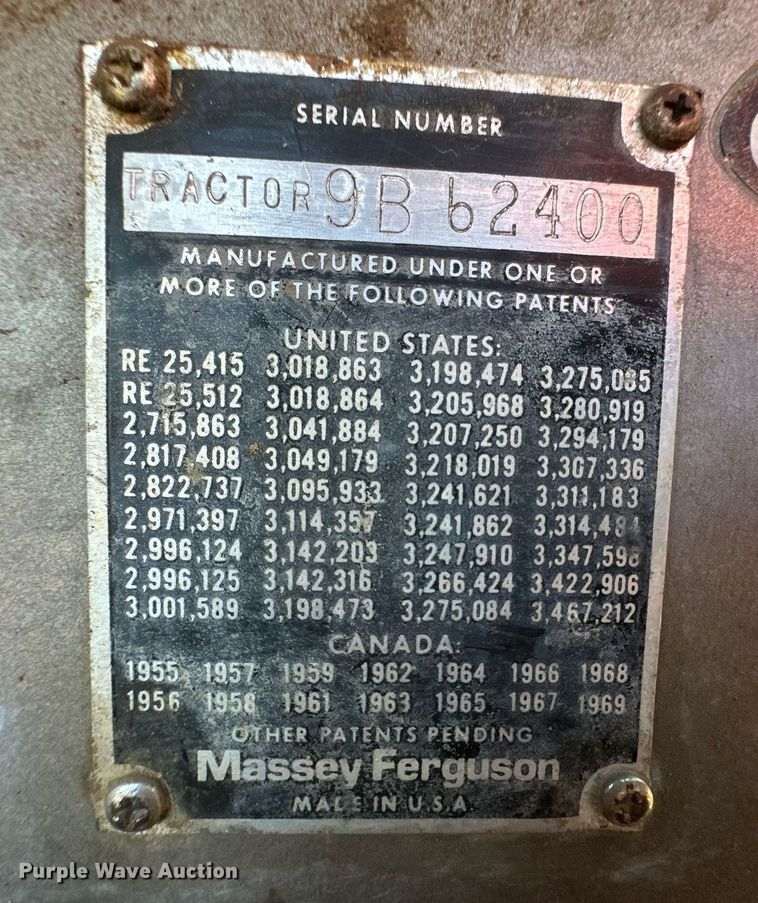 SERIAL NUMBER
TRACTOR 9B 62400
MANUFACTURED UNDER ONE OR
MORE OF THE FOLLOWING PATENTS
UNITED STATES:
RE 25,415 3,018,863 3,198,474 3,275,085
RE 25,512 3,018,864 3,205,968 3,280,919
2,715,863 3,041,884 3,207,250 3,294,179
2,817,408 3,049,179 3,218,019 3,307,336
2,822,737 3,095,933 3,241,621 3,311,183
2,971,397 3,114,357 3,241,862 3,314,484
2,996,124 3,142,203 3,247,910 3,347,598
2,996,125 3,142,316 3,266,424 3,422,906
3,001,589 3,198,473 3,275,084 3,467,212
CANADA:
1955 1957 1959 1962 1964 1966 1968
1956 1958 1961 1963 1965 1967 1969
OTHER PATENTS PENDING
Massey Ferguson
MADE IN U.S.A.
Purple Wave Auction